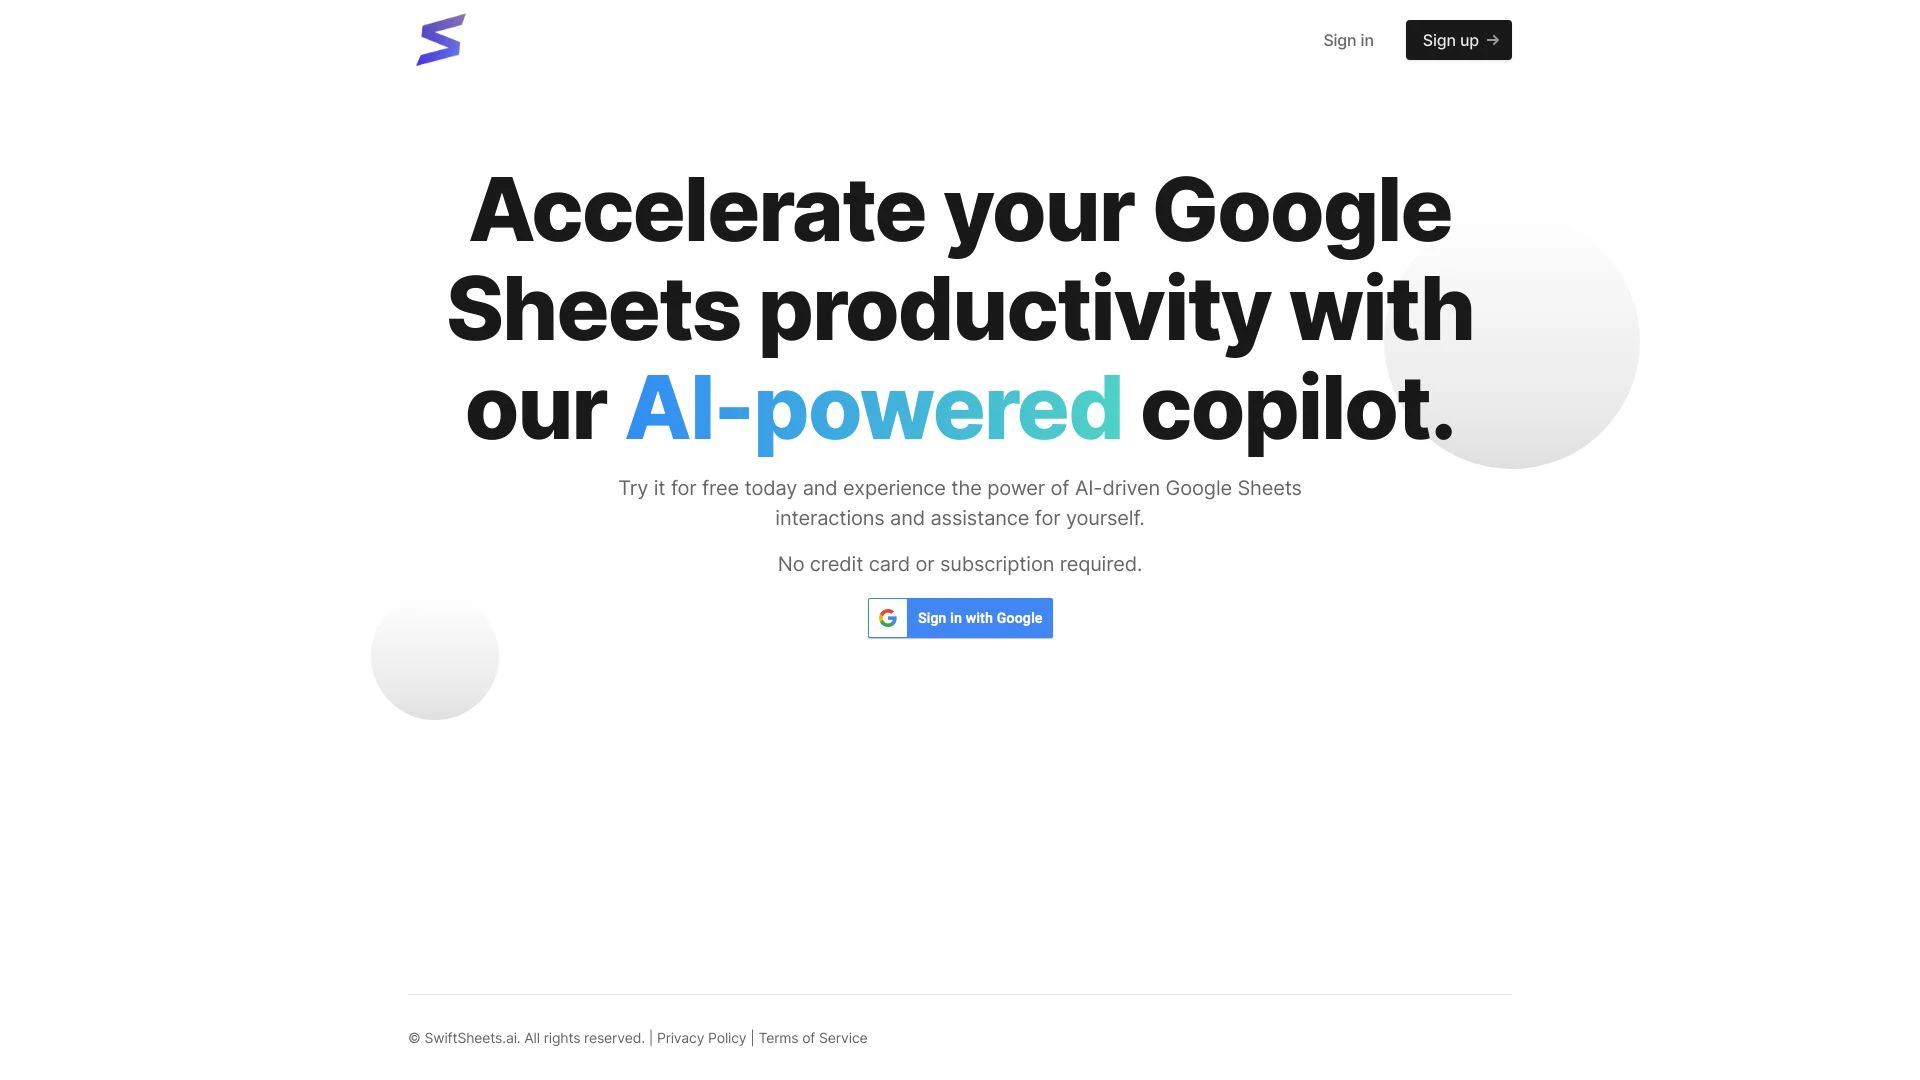 Sign in
Sign up →
Accelerate your Google
Sheets productivity with
our AI-powered copilot.
Try it for free today and experience the power of AI-driven Google Sheets
interactions and assistance for yourself.
No credit card or subscription required.
Sign in with Google
© SwiftSheets.ai. All rights reserved. | Privacy Policy | Terms of Service